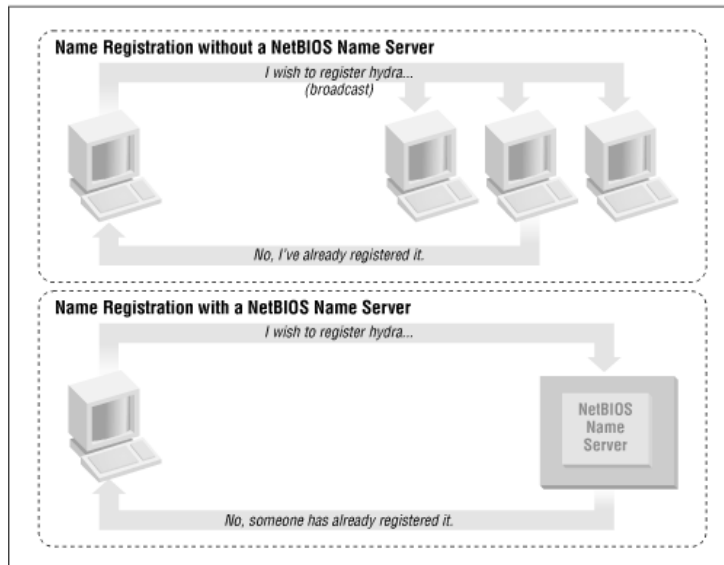 Name Registration without a NetBIOS Name Server
I wish to register hydra...
(broadcast)
No, I've already registered it.
Name Registration with a NetBIOS Name Server
I wish to register hydra...
NetBIOS
Name
Server
No, someone has already registered it.